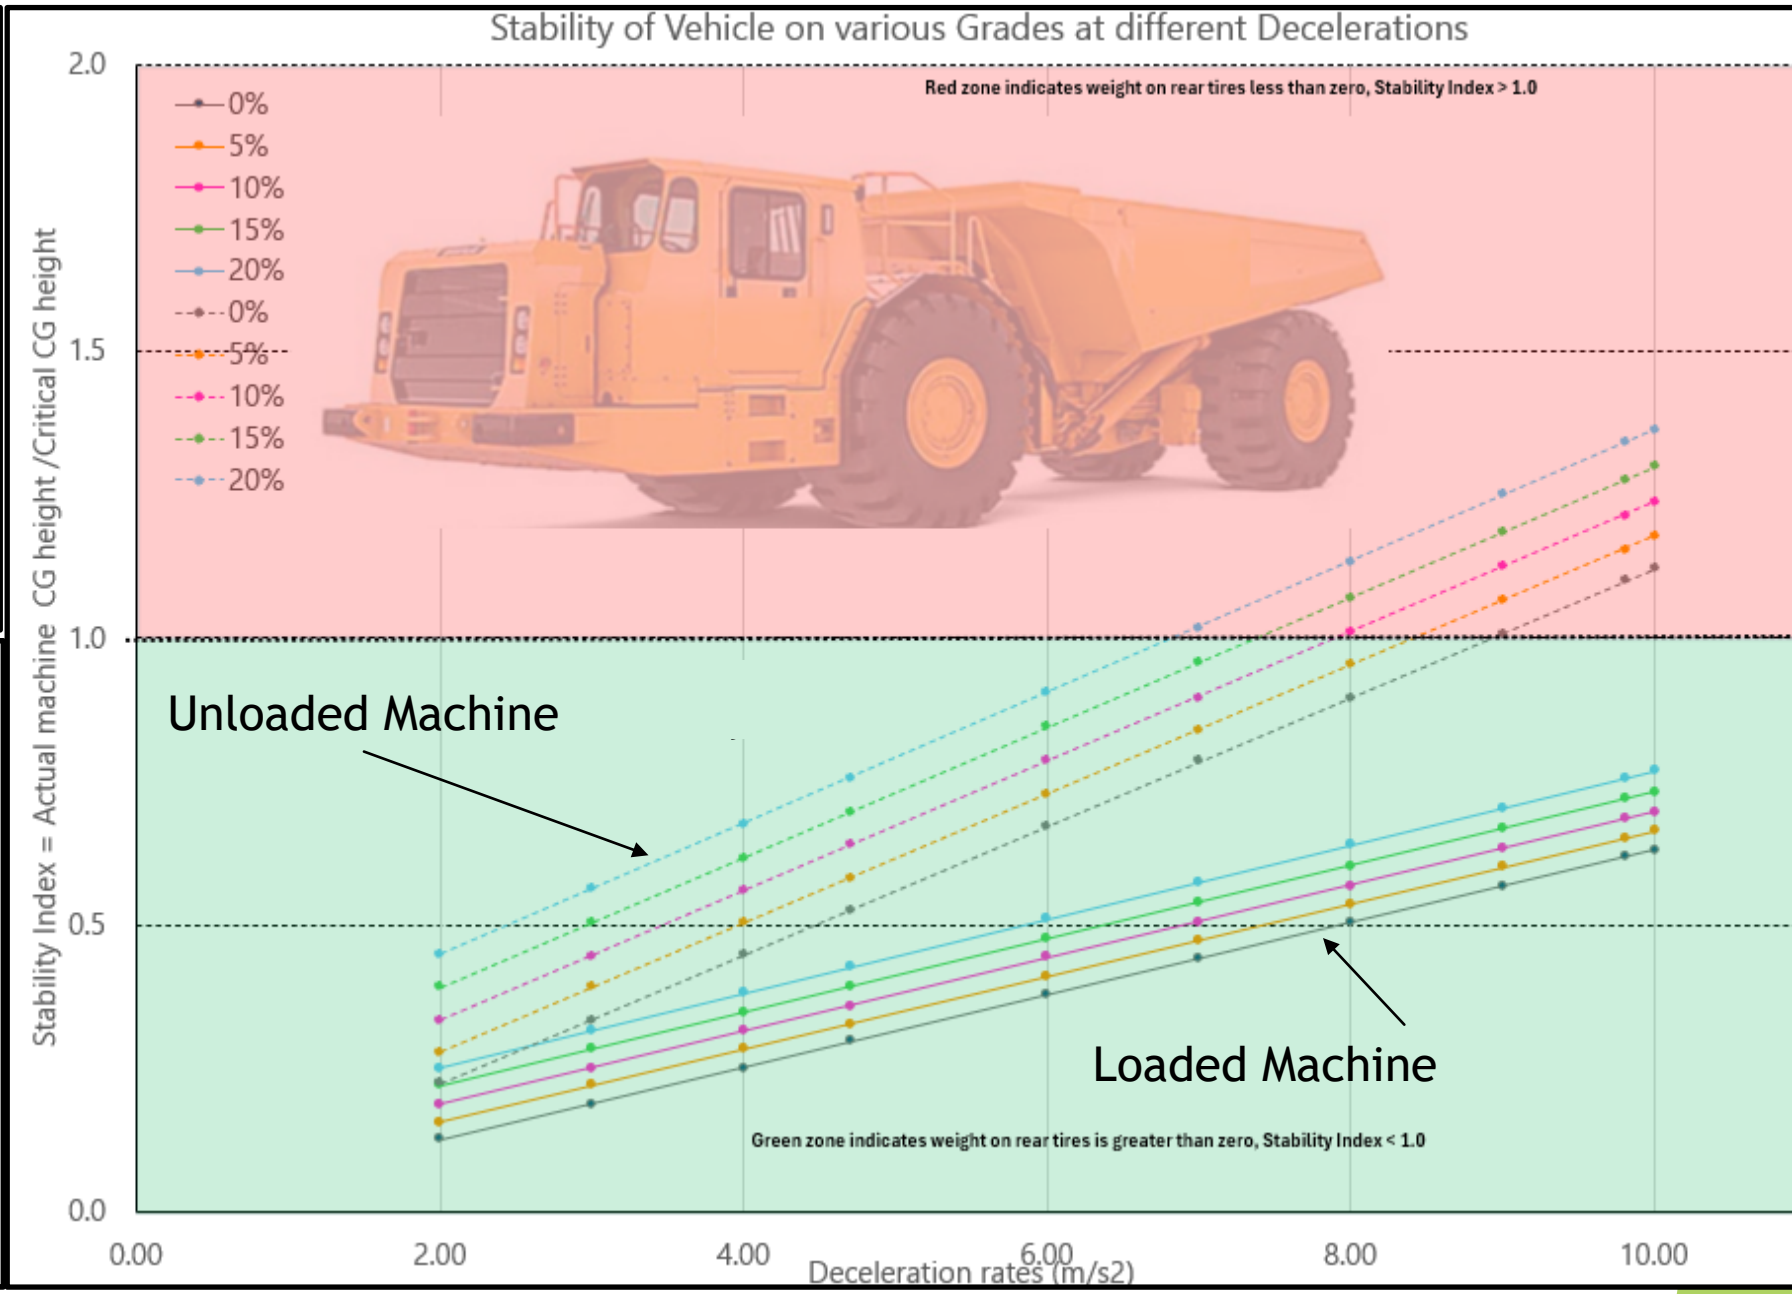 Stability of Vehicle on various Grades at different Decelerations
Red zone indicates weight on rear tires less than zero, Stability Index > 1.0
2.0
1.5
1.0
0.5
0.0
Stability Index = Actual machine CG height /Critical CG height
0%
5%
10%
15%
20%
0%
5%
10%
15%
20%
Unloaded Machine
Loaded Machine
Green zone indicates weight on rear tires is greater than zero, Stability Index < 1.0
0.00 2.00 4.00 6.00 8.00 10.00
Deceleration rates (m/s2)